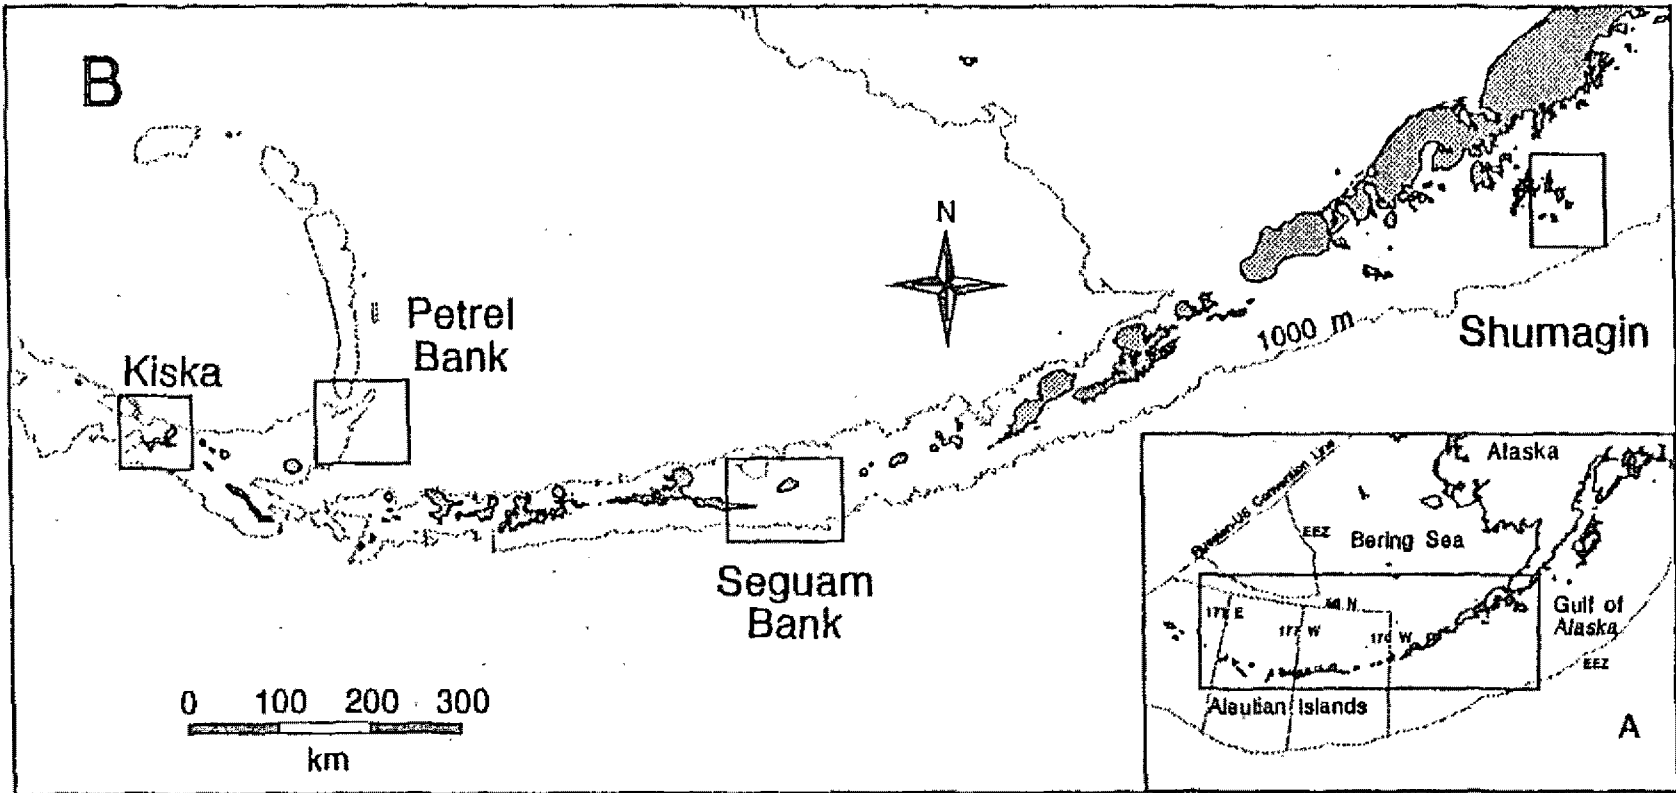 B
N
Petrel
Bank
Kiska
1000 m
Shumagin
Seguam
Bank
0 100 200 300
km
Alaska
EEZ
Bering Sea
Gulf of
Alaska
EEZ
Aleutian Islands
A